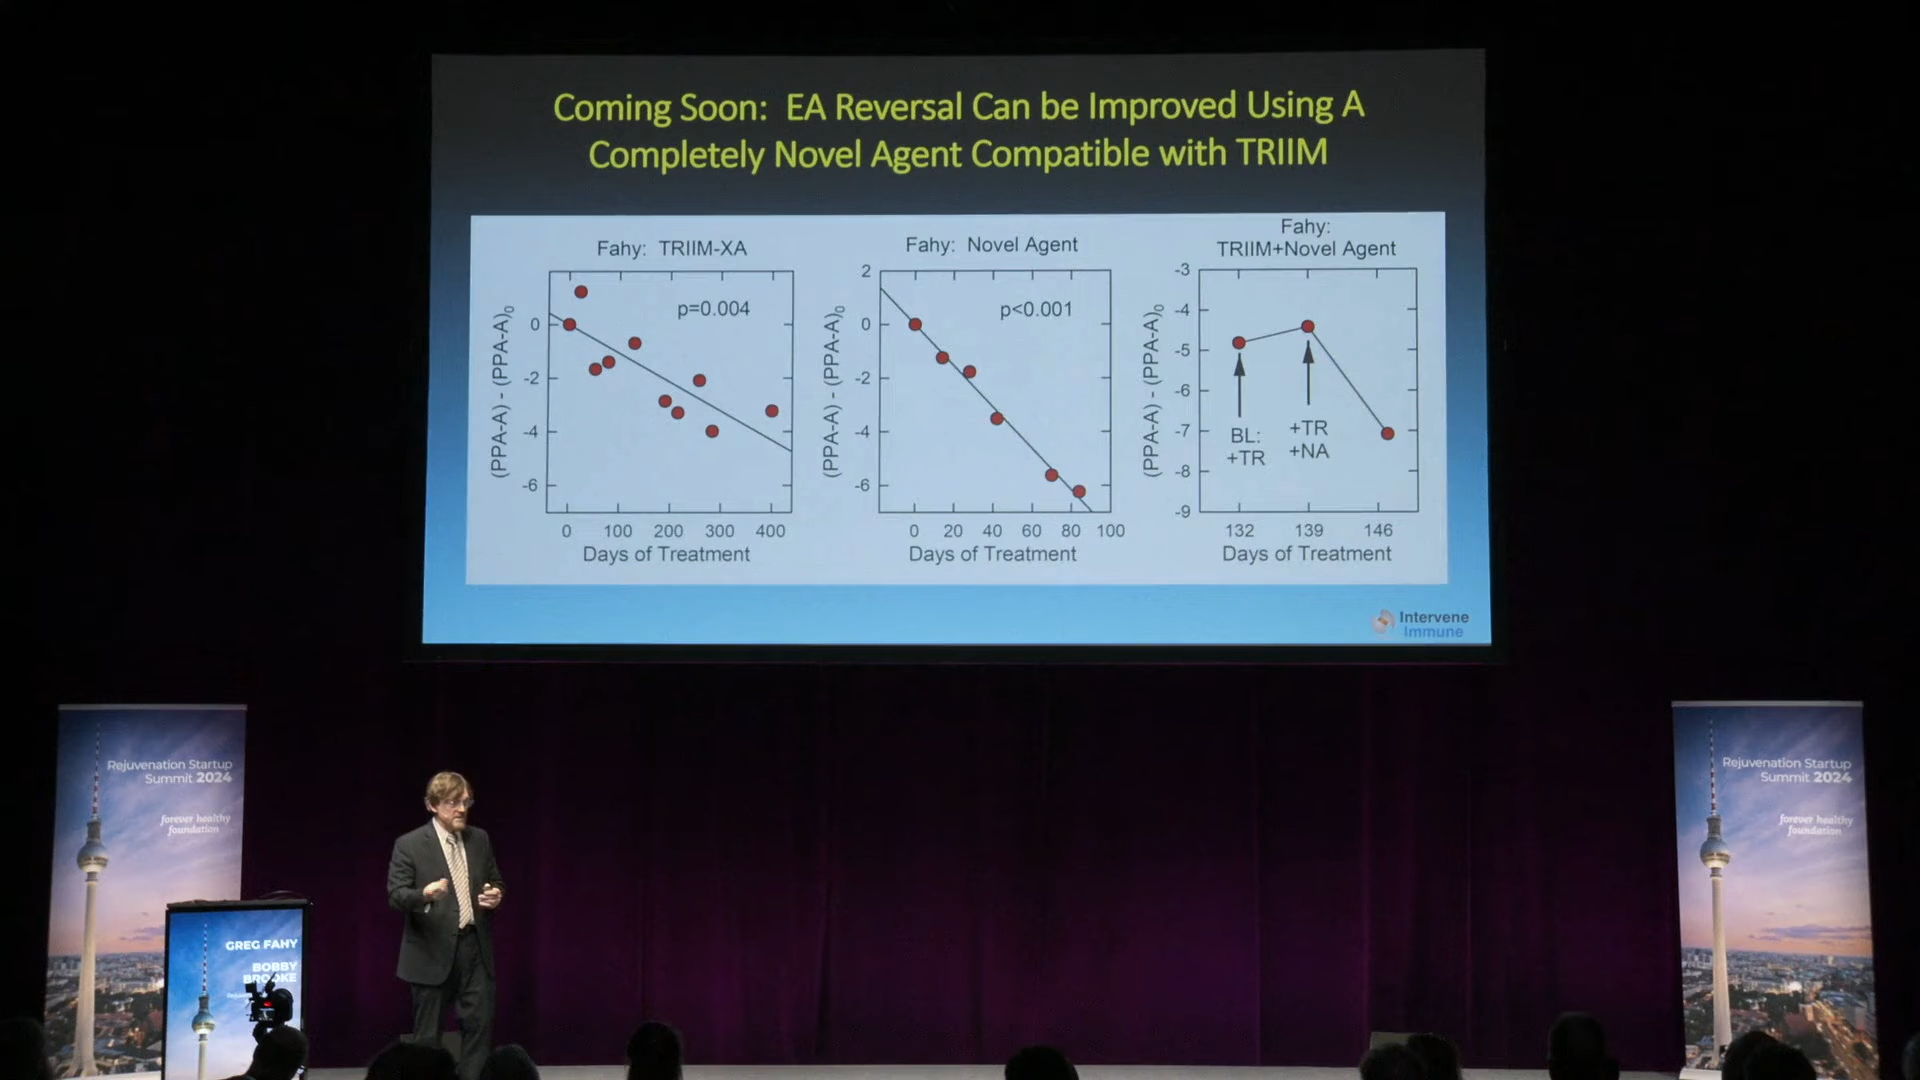 Coming Soon: EA Reversal Can be Improved Using A
Completely Novel Agent Compatible with TRIIM
Fahy: TRIIM-XA
p=0.004
(PPA-A) - (PPA-A)0
0
-2
-4
-6
0 100 200 300 400
Days of Treatment
Fahy: Novel Agent
p<0.001
(PPA-A) - (PPA-A)0
2
0
-2
-4
-6
0 20 40 60 80 100
Days of Treatment
Fahy:
TRIIM+Novel Agent
(PPA-A) - (PPA-A)0
-3
-4
-5
-6
-7
-8
-9
BL:
+TR
+TR
+NA
132 139 146
Days of Treatment
Intervene
Immune
Rejuvenation Startup
Summit 2024
forever healthy
foundation
GREG FAHY
BOBBY
BROOKE
Rejuvenation Startup
Summit 2024
forever healthy
foundation